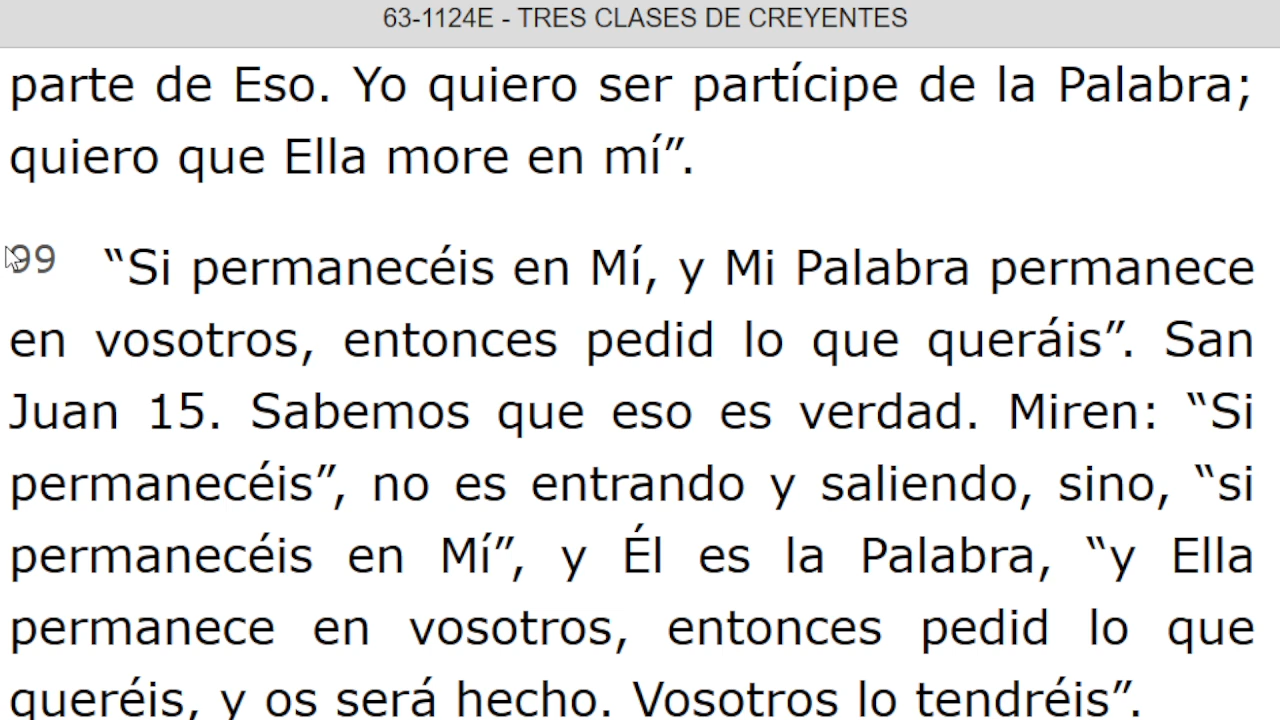 63-1124E - TRES CLASES DE CREYENTES
parte de Eso. Yo quiero ser partícipe de la Palabra;
quiero que Ella more en mí”.
99 “Si permanecéis en Mí, y Mi Palabra permanece
en vosotros, entonces pedid lo que queráis”. San
Juan 15. Sabemos que eso es verdad. Miren: “Si
permanecéis”, no es entrando y saliendo, sino, “si
permanecéis en Mí”, y Él es la Palabra, “y Ella
permanece en vosotros, entonces pedid lo que
queréis, y os será hecho. Vosotros lo tendréis”.